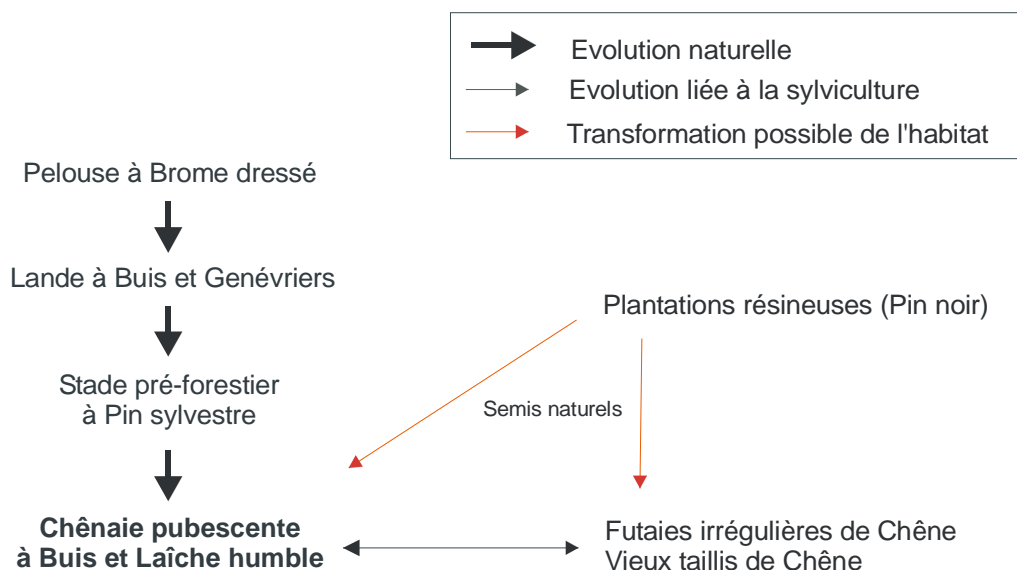 Evolution naturelle
Evolution liée à la sylviculture
Transformation possible de l'habitat
Pelouse à Brome dressé
Lande à Buis et Genévriers
Plantations résineuses (Pin noir)
Stade pré-forestier
à Pin sylvestre
Semis naturels
Chênaie pubescente
à Buis et Laîche humble
Futaies irrégulières de Chêne
Vieux taillis de Chêne